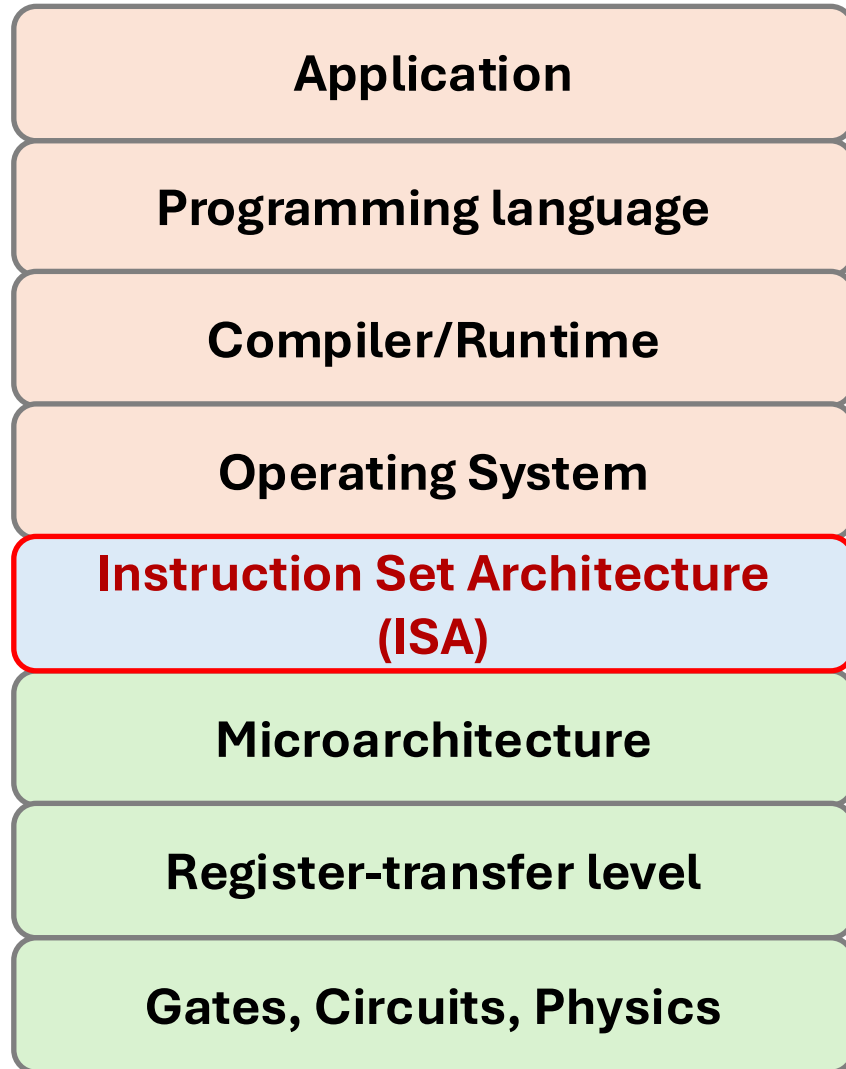 Application
Programming language
Compiler/Runtime
Operating System
Instruction Set Architecture
(ISA)
Microarchitecture
Register-transfer level
Gates, Circuits, Physics